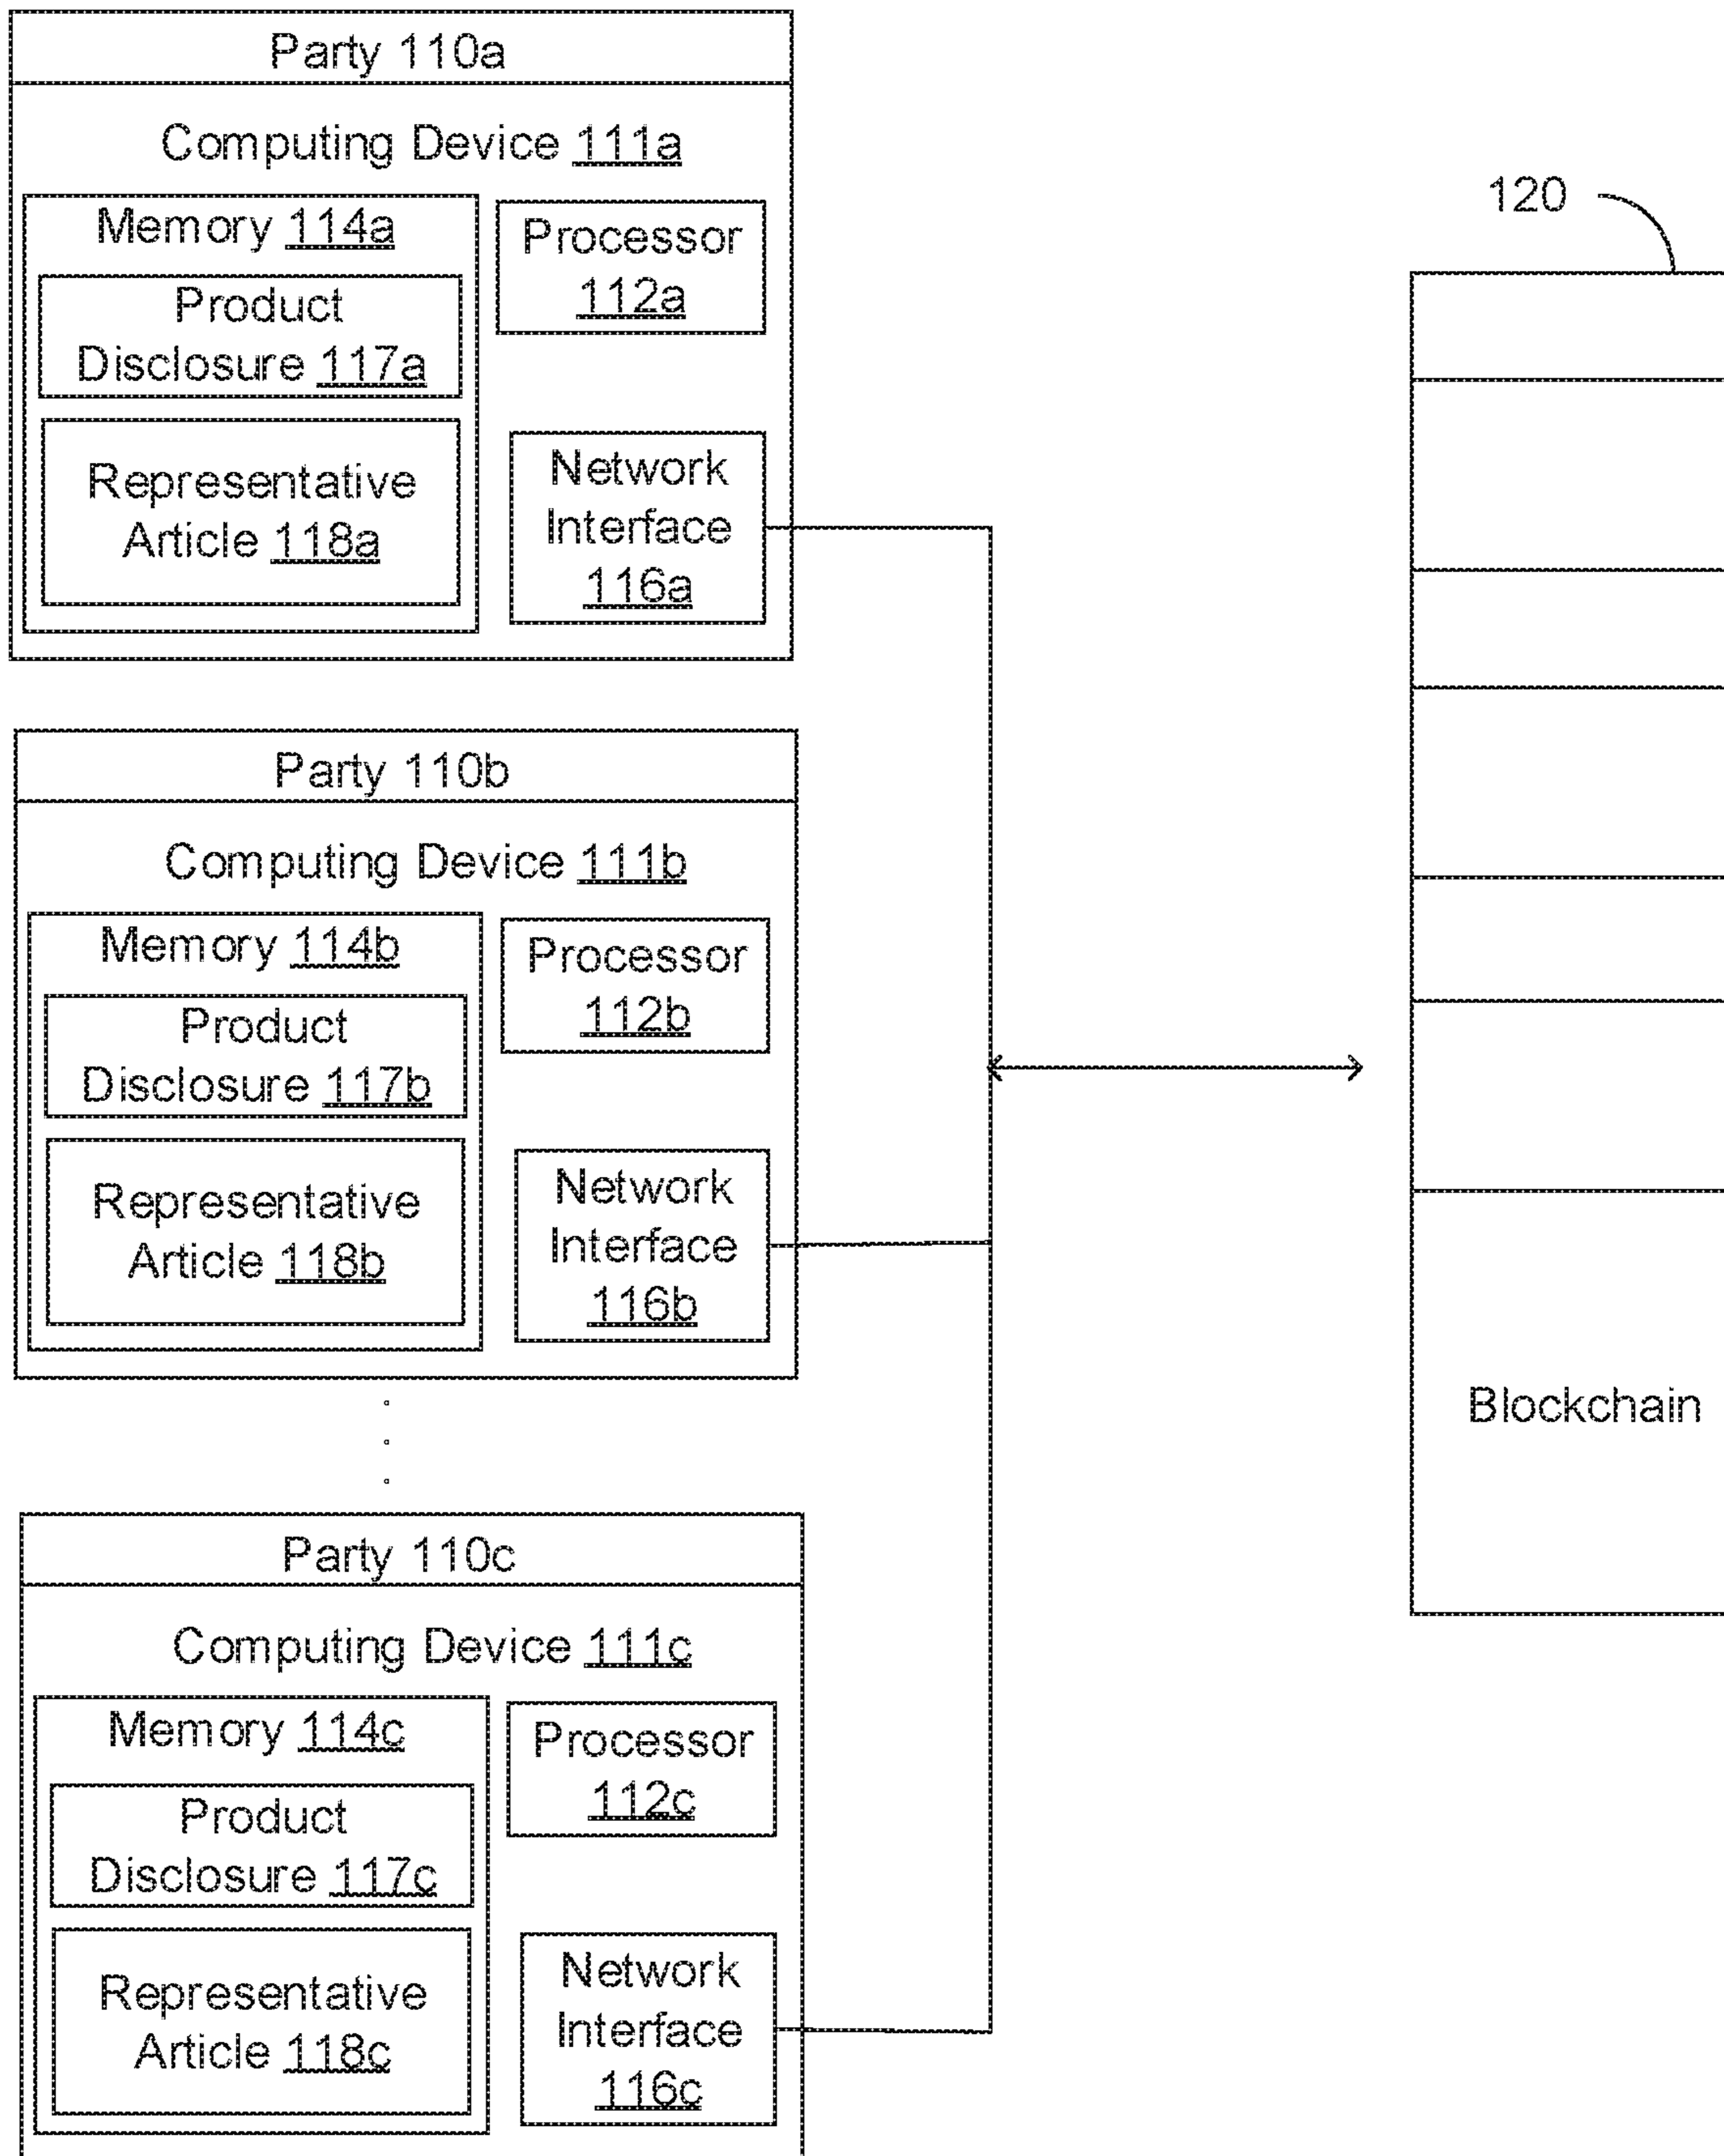 Party 110a
Computing Device 111a
Memory 114a
Product
Disclosure 117a
Representative
Article 118a
Processor
112a
Network
Interface
116a
120
Party 110b
Computing Device 111b
Memory 114b
Product
Disclosure 117b
Representative
Article 118b
Processor
112b
Network
Interface
116b
Blockchain
Party 110c
Computing Device 111c
Memory 114c
Product
Disclosure 117c
Representative
Article 118c
Processor
112c
Network
Interface
116c